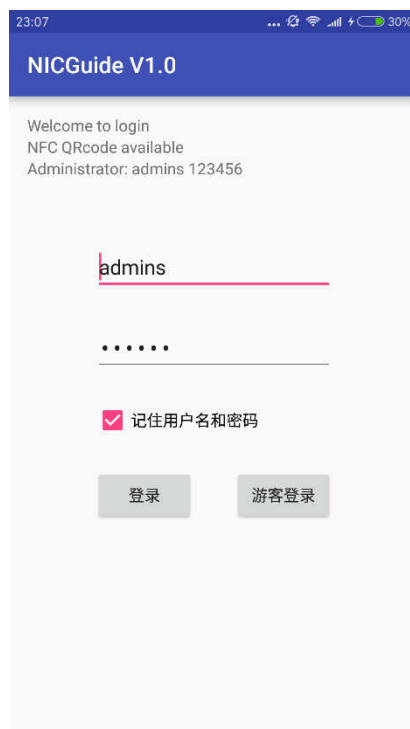 23:07
... 30%
NICGuide V1.0
Welcome to login
NFC QRcode available
Administrator: admins 123456
admins
••••••
记住用户名和密码
登录 游客登录